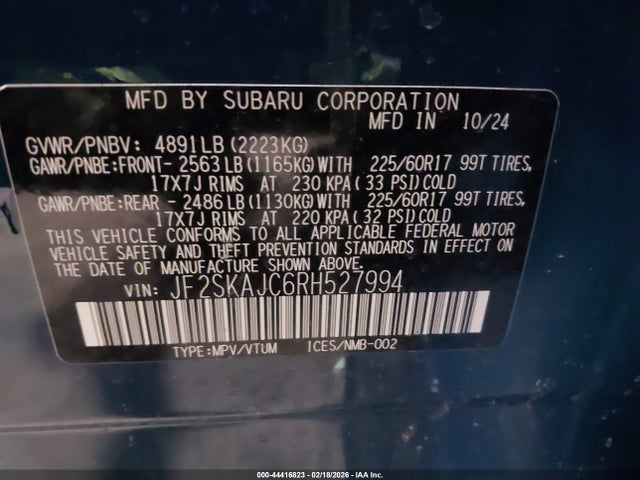 MFD BY SUBARU CORPORATION
MFD IN 10/24
GVWR/PNBV: 4891LB (2223KG)
GAWR/PNBE:FRONT- 2563LB (1165KG) WITH 225/60R17 99T TIRES,
17X7J RIMS AT 230 KPA (33 PSI) COLD
GAWR/PNBE:REAR - 2486LB (1130KG) WITH 225/60R17 99T TIRES,
17X7J RIMS AT 220 KPA (32 PSI) COLD
THIS VEHICLE CONFORMS TO ALL APPLICABLE FEDERAL MOTOR
VEHICLE SAFETY AND THEFT PREVENTION STANDARDS IN EFFECT ON
THE DATE OF MANUFACTURE SHOWN ABOVE.
VIN: JF2SKAJC6RH527994
TYPE:MPV/VTUM ICES/NMB-002
000-44416823 - 02/18/2026 - IAA Inc.